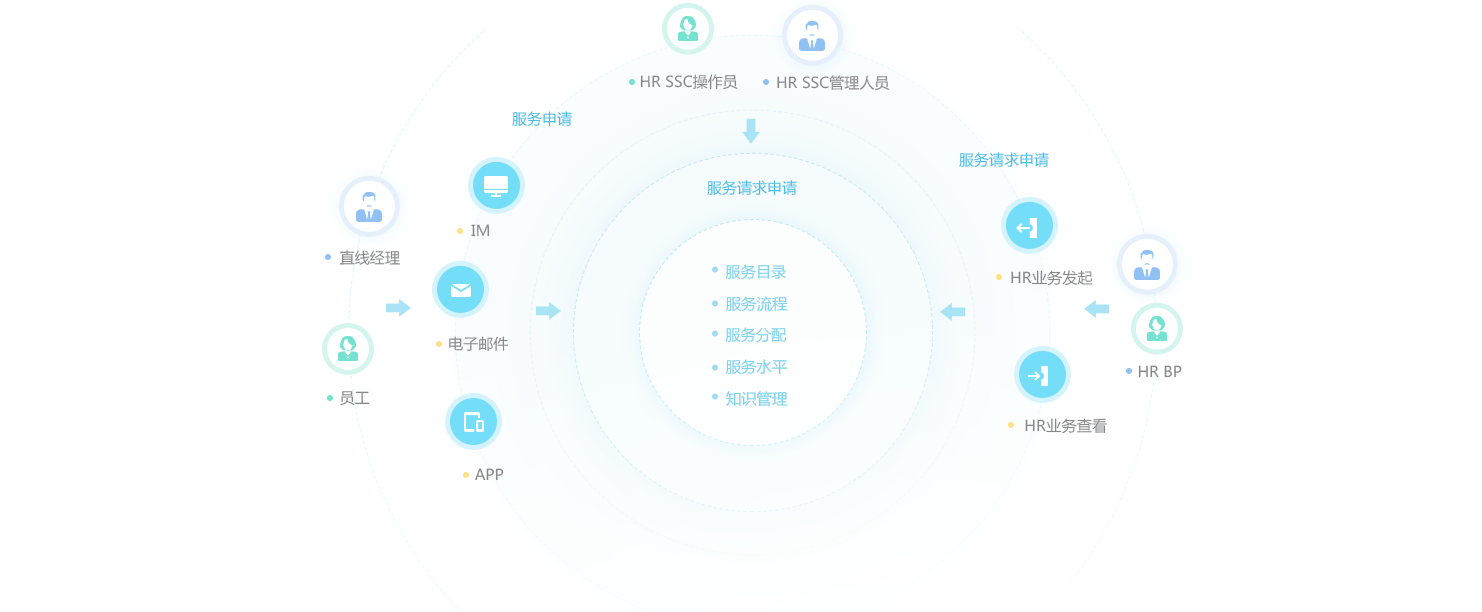 HR SSC操作员
HR SSC管理人员
服务申请
服务请求申请
服务请求申请
IM
直线经理
服务目录
HR业务发起
服务流程
服务分配
电子邮件
服务水平
HR BP
员工
知识管理
HR业务查看
APP